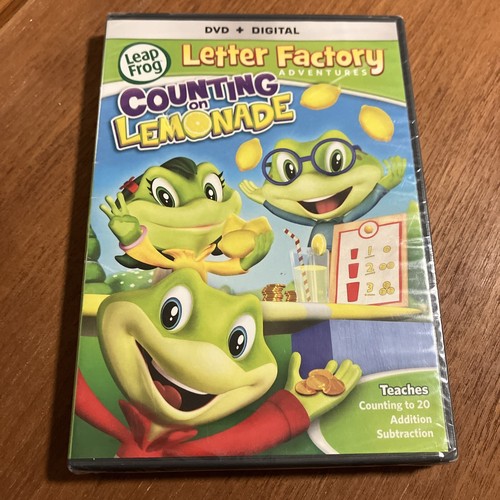 DVD + DIGITAL
Leap
Frog
Letter Factory
ADVENTURES
COUNTING
on
LEMONADE
1
2
3
Teaches
Counting to 20
Addition
Subtraction